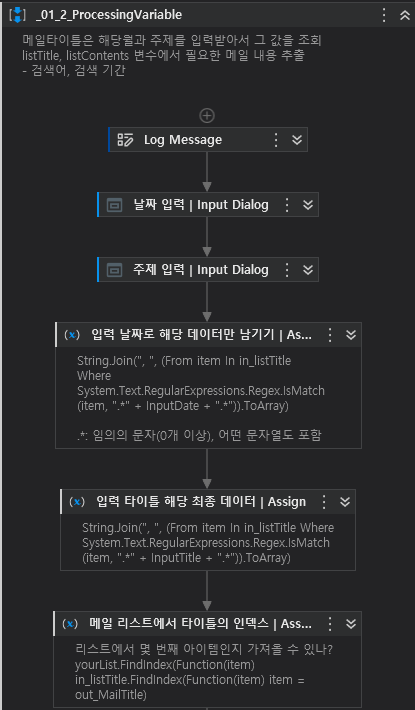 _01_2_ProcessingVariable
메일타이틀은 해당월과 주제를 입력받아서 그 값을 조회
listTitle, listContents 변수에서 필요한 메일 내용 추출
- 검색어, 검색 기간
Log Message
날짜 입력 | Input Dialog
주제 입력 | Input Dialog
입력 날짜로 해당 데이터만 남기기 | As...
String.Join(", ", (From item In in_listTitle
Where
System.Text.RegularExpressions.Regex.IsMatch
(item, ".*" + InputDate + ".*")).ToArray)
.*: 임의의 문자(0개 이상), 어떤 문자열도 포함
입력 타이틀 해당 최종 데이터 | Assign
String.Join(", ", (From item In in_listTitle Where
System.Text.RegularExpressions.Regex.IsMatch
(item, ".*" + InputTitle + ".*")).ToArray)
메일 리스트에서 타이틀의 인덱스 | Ass...
리스트에서 몇 번째 아이템인지 가져올 수 있나?
yourList.FindIndex(Function(item)
in_listTitle.FindIndex(Function(item) item =
out_MailTitle)